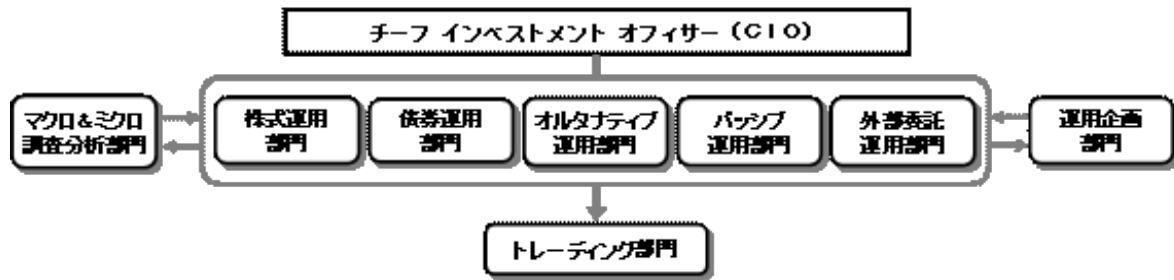 チーフ インベストメント オフィサー (CIO)
マクロ&ミクロ
調査分析部門
株式運用
部門
債券運用
部門
オルタナティブ
運用部門
パッシブ
運用部門
外部委託
運用部門
運用企画
部門
トレーディング部門